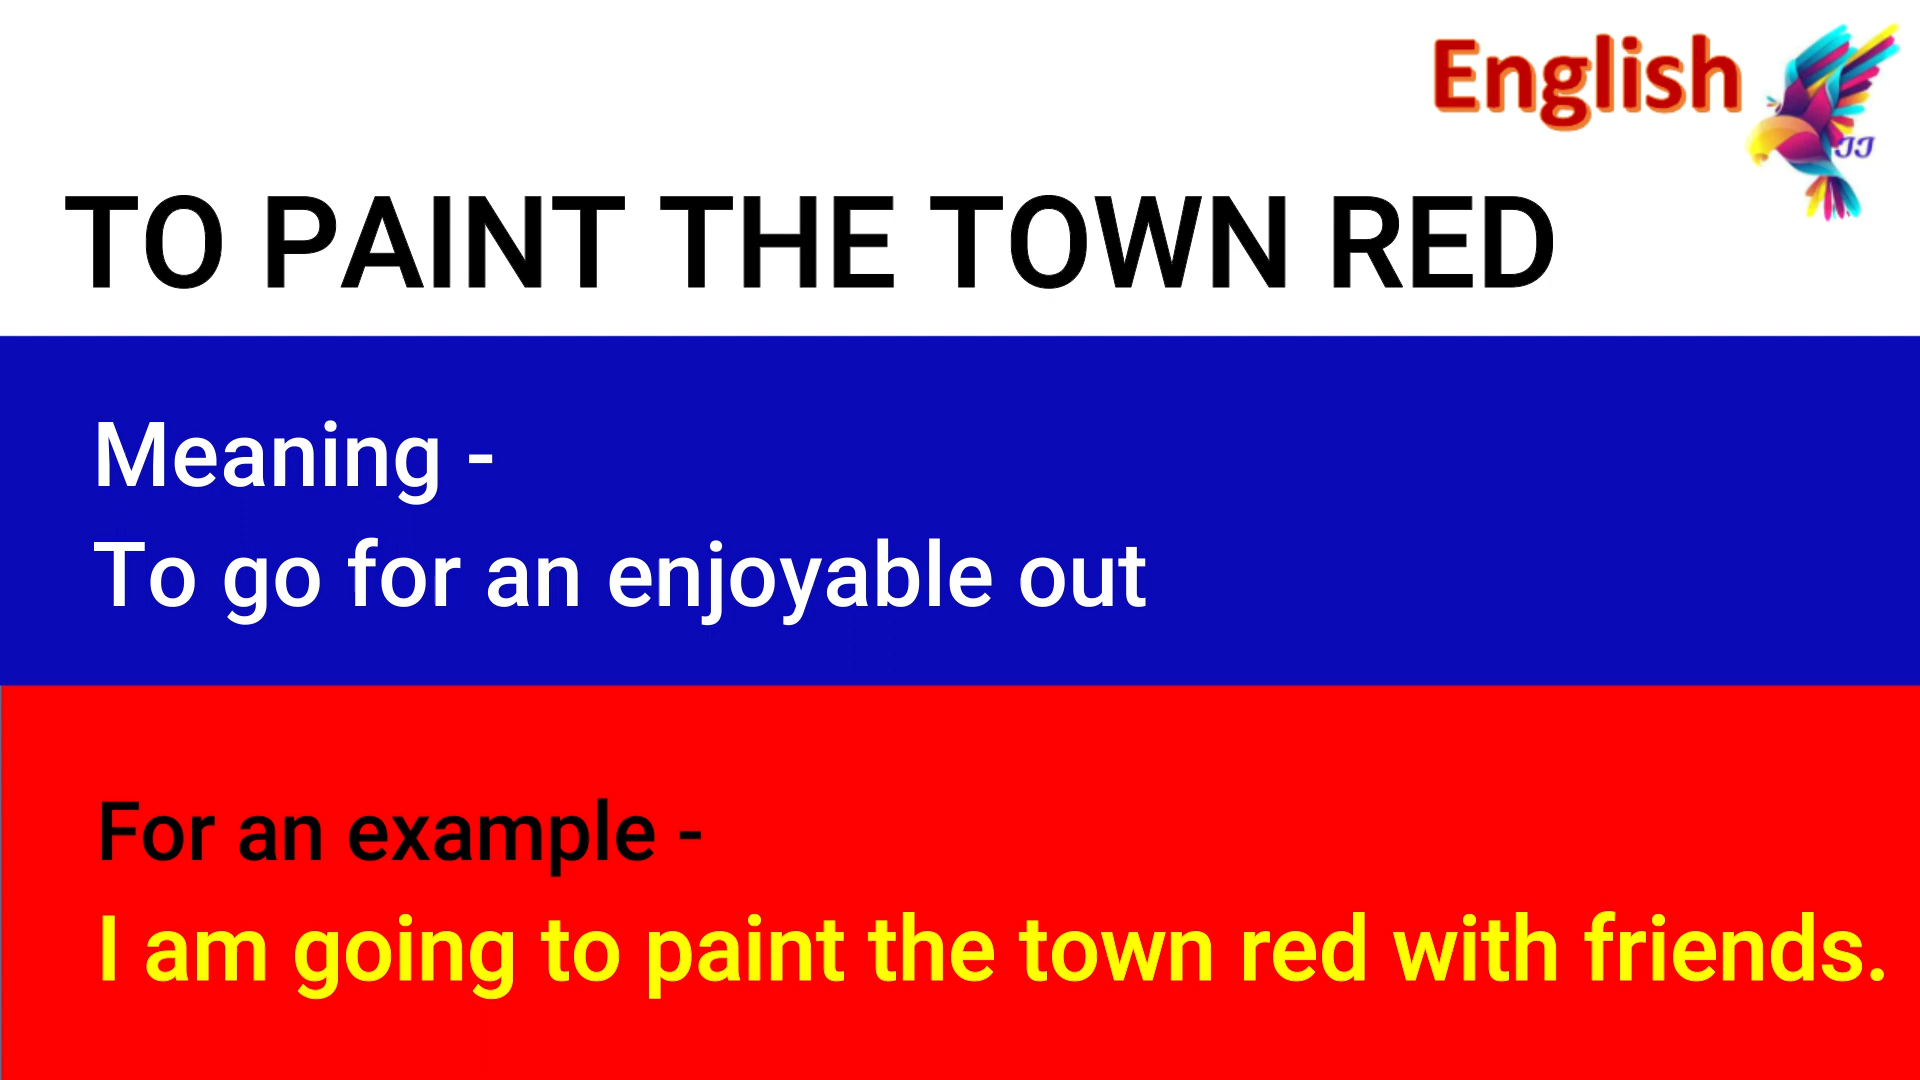 English
JJ
TO PAINT THE TOWN RED
Meaning -
To go for an enjoyable out
For an example -
I am going to paint the town red with friends.